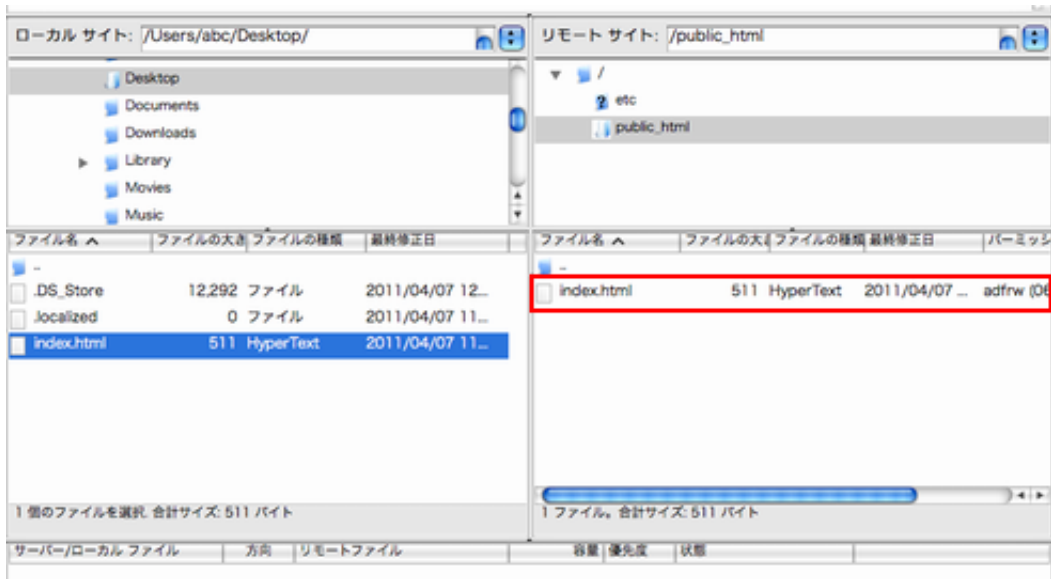 ローカル サイト: /Users/abc/Desktop/
リモート サイト: /public_html
Desktop
Documents
Downloads
Library
Movies
Music
/
etc
public_html
ファイル名 ファイルの大き ファイルの種類 最終修正日
..
.DS_Store 12,292 ファイル 2011/04/07 12...
.localized 0 ファイル 2011/04/07 11...
index.html 511 HyperText 2011/04/07 11...
1 個のファイルを選択. 合計サイズ: 511 バイト
ファイル名 ファイルの大 ファイルの種類 最終修正日 パーミッシ
..
index.html 511 HyperText 2011/04/07 ... adfrw (06
1 ファイル。合計サイズ: 511 バイト
サーバー/ローカル ファイル 方向 リモートファイル 容量 優先度 状態